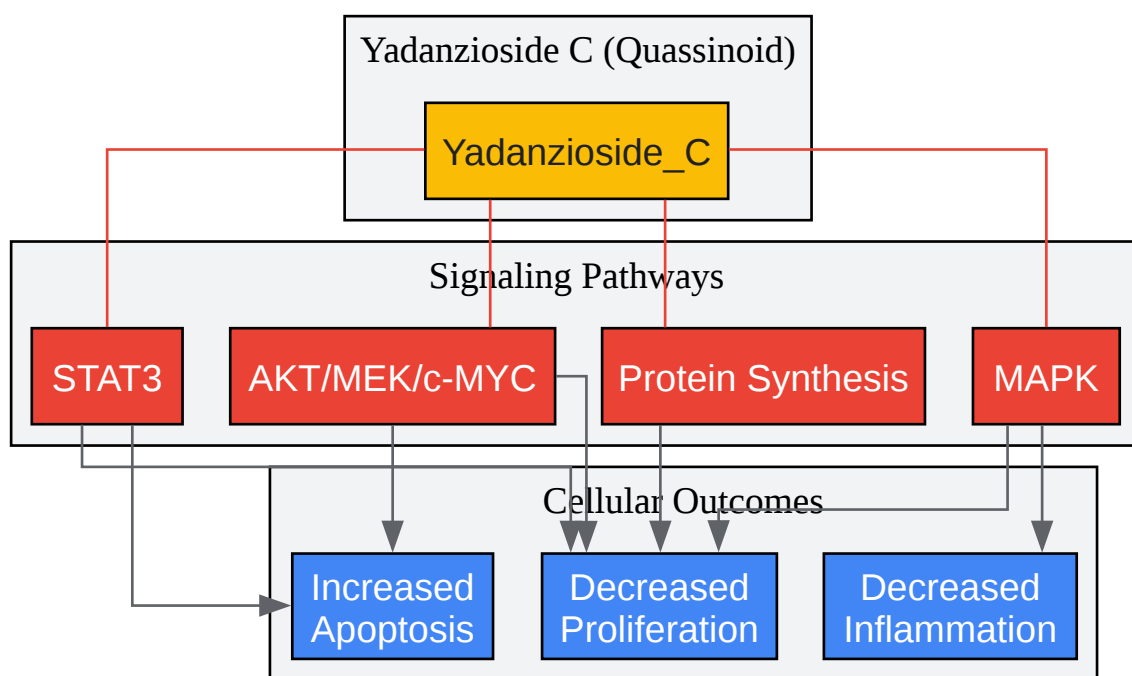 Yadanzioside C (Quassinoid)
Yadanzioside_C
Signaling Pathways
STAT3
AKT/MEK/c-MYC
Protein Synthesis
MAPK
Cellular Outcomes
Increased
Apoptosis
Decreased
Proliferation
Decreased
Inflammation